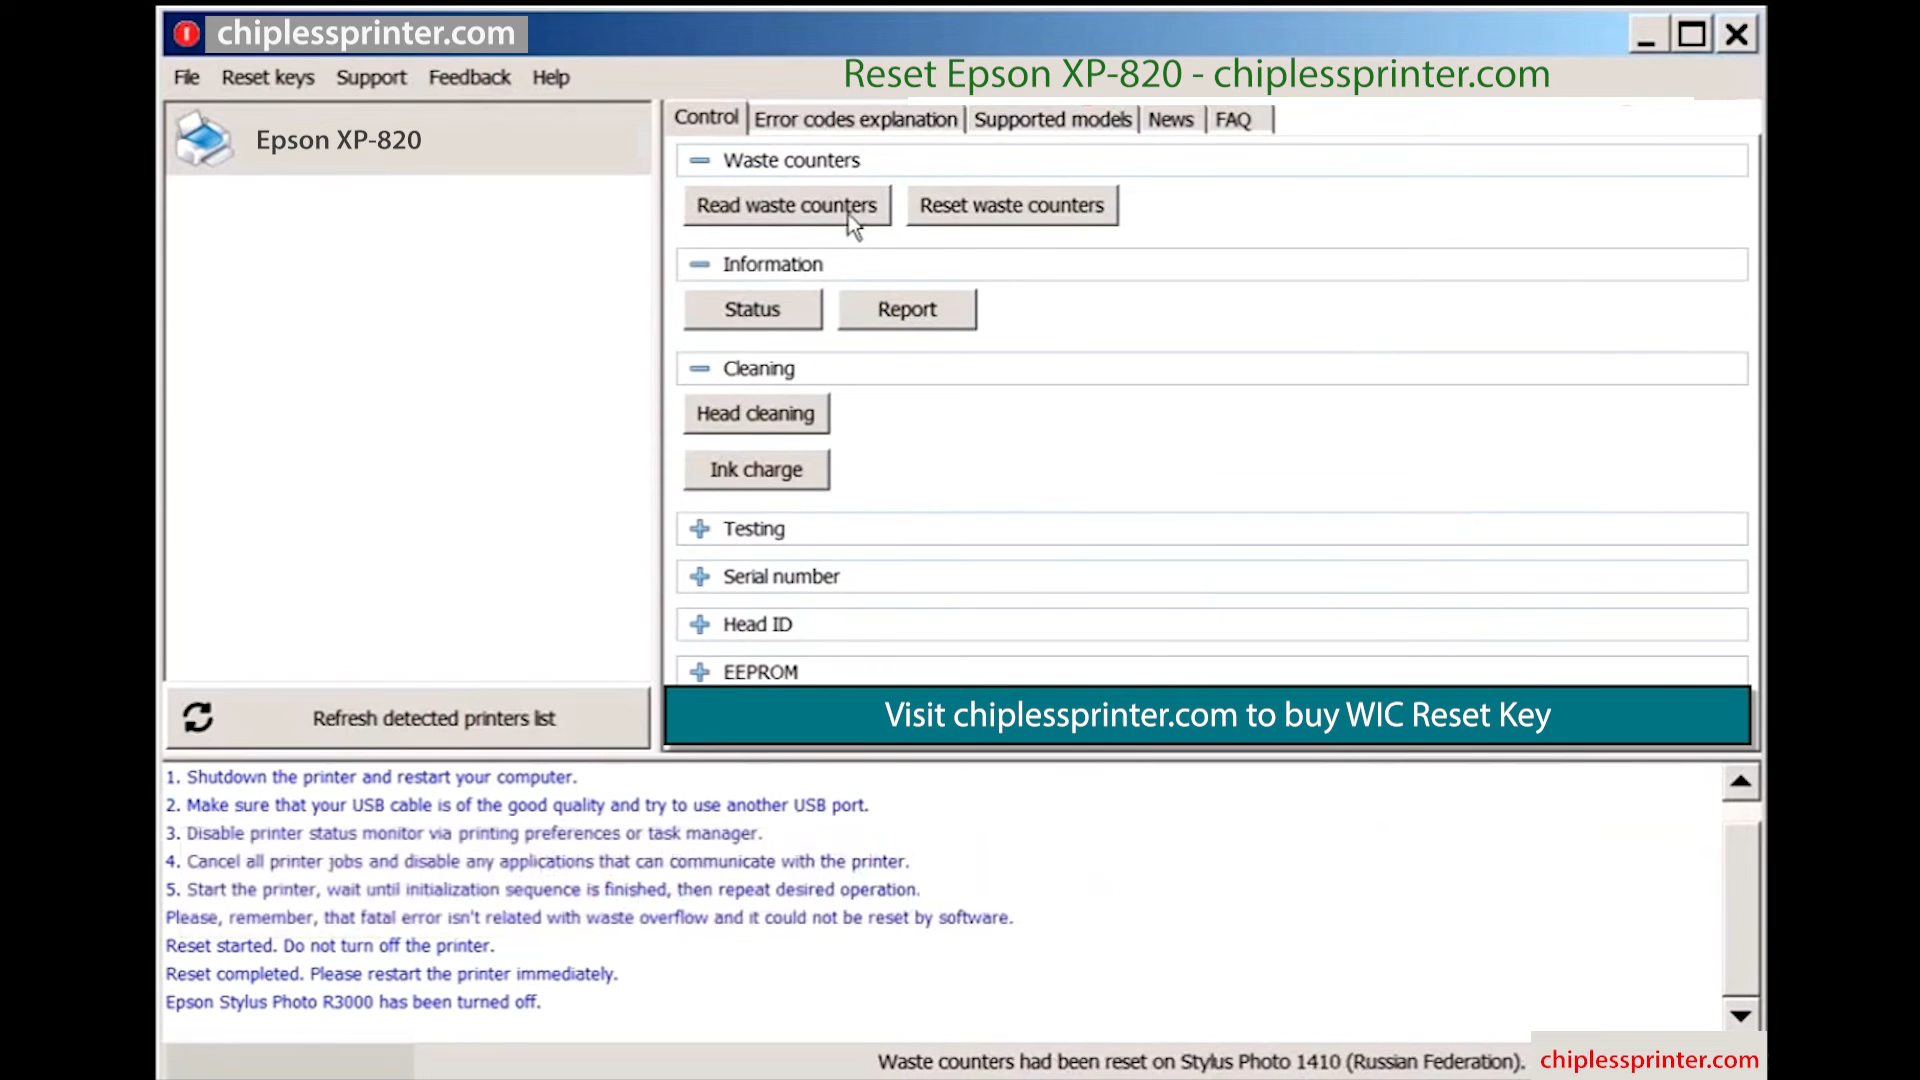 chiplessprinter.com
File Reset keys Support Feedback Help
Reset Epson XP-820 - chiplessprinter.com
Epson XP-820
Control Error codes explanation Supported models News FAQ
Waste counters
Read waste counters Reset waste counters
Information
Status Report
Cleaning
Head cleaning
Ink charge
Testing
Serial number
Head ID
EEPROM
Refresh detected printers list
Visit chiplessprinter.com to buy WIC Reset Key
1. Shutdown the printer and restart your computer.
2. Make sure that your USB cable is of the good quality and try to use another USB port.
3. Disable printer status monitor via printing preferences or task manager.
4. Cancel all printer jobs and disable any applications that can communicate with the printer.
5. Start the printer, wait until initialization sequence is finished, then repeat desired operation.
Please, remember, that fatal error isn't related with waste overflow and it could not be reset by software.
Reset started. Do not turn off the printer.
Reset completed. Please restart the printer immediately.
Epson Stylus Photo R3000 has been turned off.
Waste counters had been reset on Stylus Photo 1410 (Russian Federation).
chiplessprinter.com